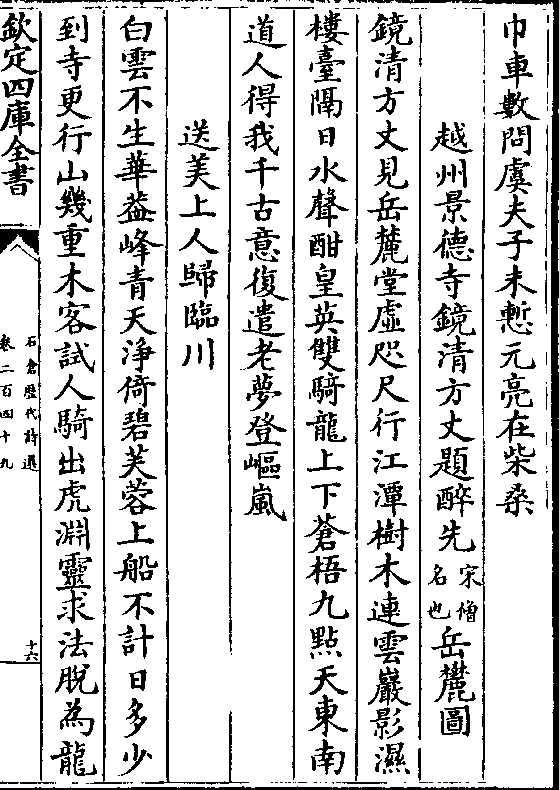 巾車數問虞夫子未慙元亮在柴桑
越州景德寺鏡清方丈題醉先宋僧名也岳麓圖
鏡清方丈見岳麓堂虛咫尺行江潭樹木連雲巖影濕
樓臺隔日水聲酣皇英雙騎龍上下蒼梧九點天東南
道人得我千古意復遣老夢登嶇嵐
送美上人歸臨川
白雲不生華蓋峰青天淨倚碧芙蓉上船不計日多少
到寺更行山幾重木客試人騎出虎淵靈求法脫為龍
欽定四庫全書
石倉歷代詩選
卷二百四十九
十六